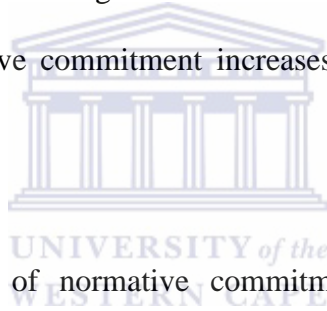 ve commitment increases
UNIVERSITY of the
of normative commitm
WESTERN CAPE